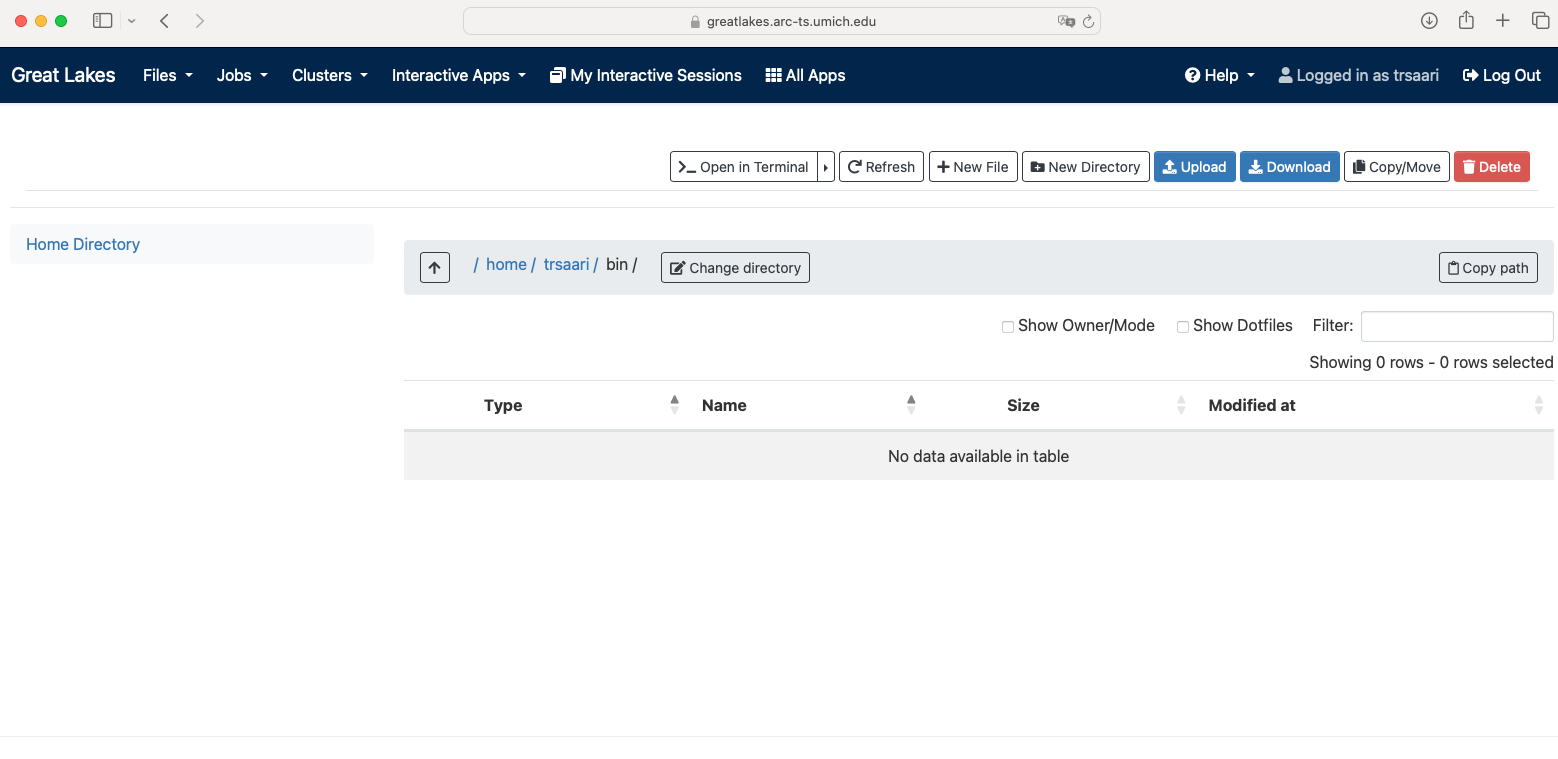 greatlakes.arc-ts.umich.edu
Great Lakes Files Jobs Clusters Interactive Apps My Interactive Sessions All Apps Help Logged in as trsaari Log Out
Open in Terminal Refresh New File New Directory Upload Download Copy/Move Delete
Home Directory
/ home / trsaari / bin / Change directory Copy path
Show Owner/Mode Show Dotfiles Filter:
Showing 0 rows - 0 rows selected
Type Name Size Modified at
No data available in table